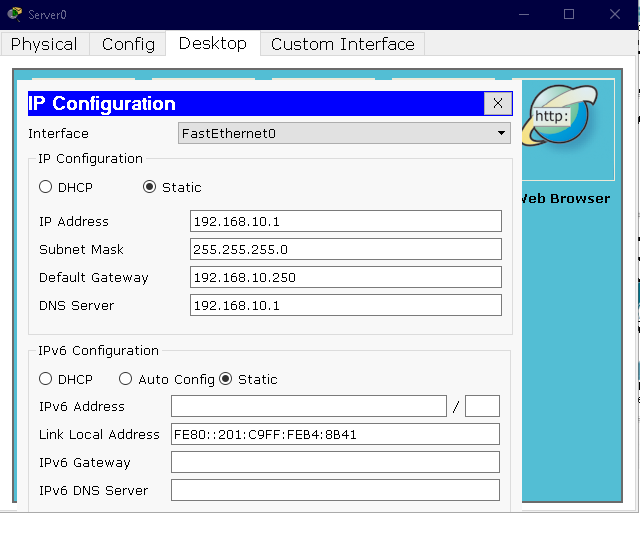 Server0
Physical Config Desktop Custom Interface
http:
Web Browser
IP Configuration X
Interface FastEthernet0
IP Configuration
DHCP Static
IP Address 192.168.10.1
Subnet Mask 255.255.255.0
Default Gateway 192.168.10.250
DNS Server 192.168.10.1
IPv6 Configuration
DHCP Auto Config Static
IPv6 Address /
Link Local Address FE80::201:C9FF:FEB4:8B41
IPv6 Gateway
IPv6 DNS Server